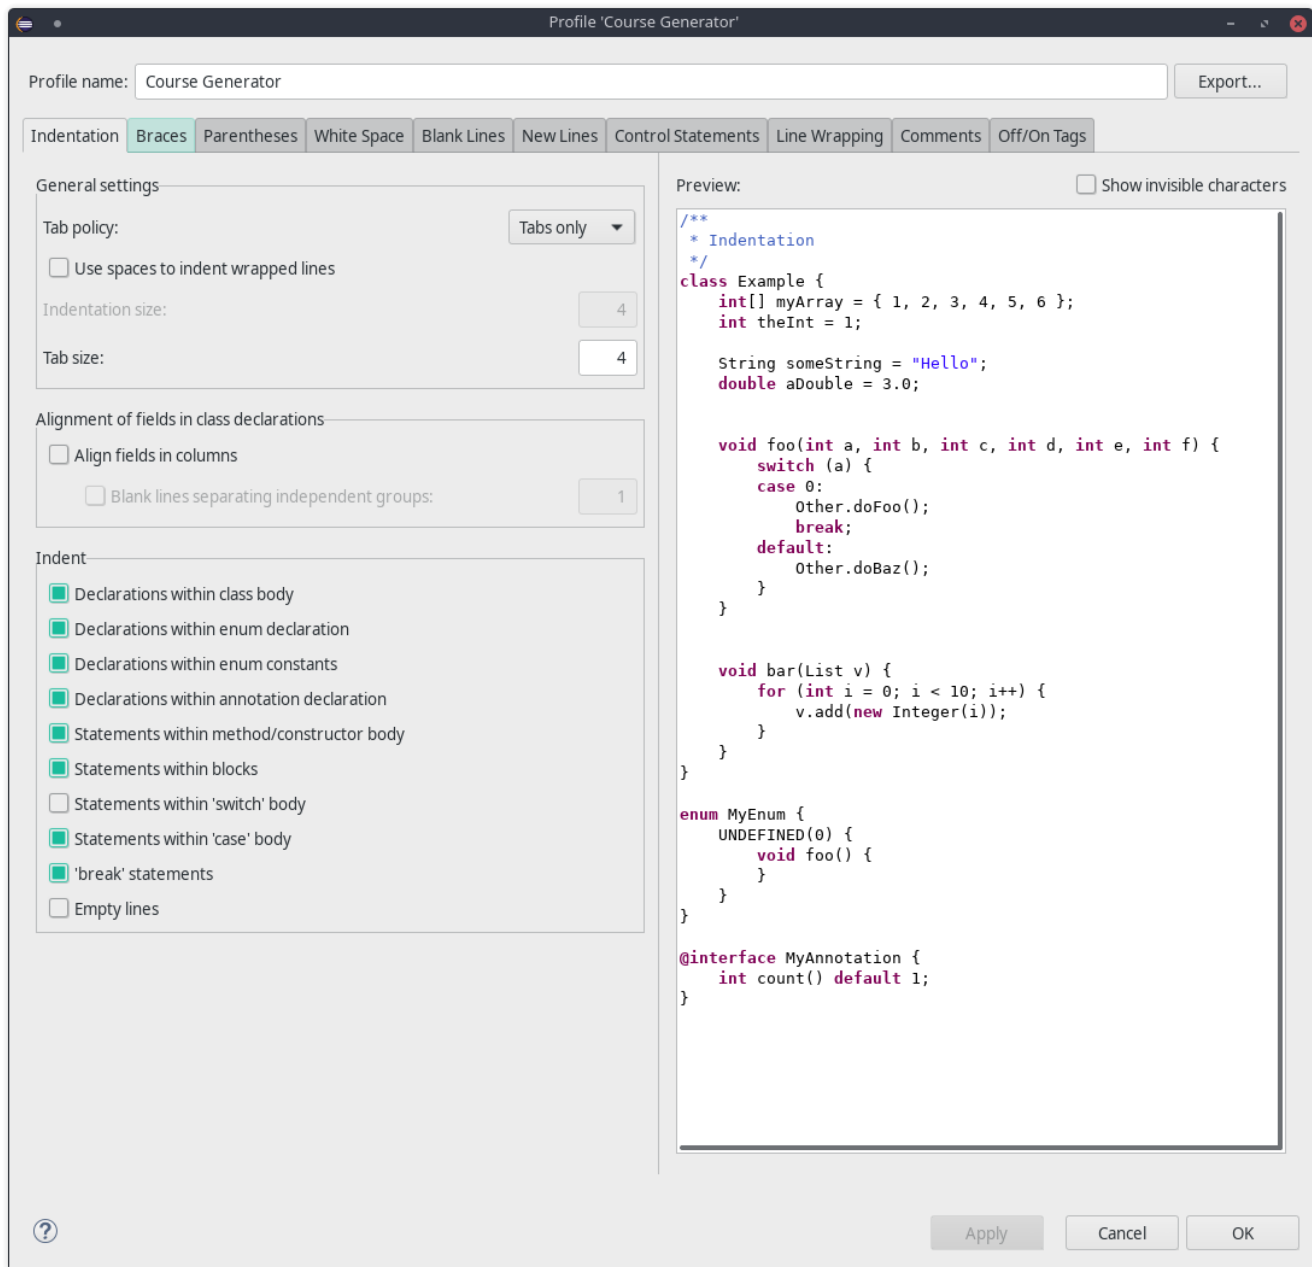 Profile 'Course Generator'
Profile name: Course Generator Export...
Indentation Braces Parentheses White Space Blank Lines New Lines Control Statements Line Wrapping Comments Off/On Tags
General settings
Tab policy: Tabs only
Use spaces to indent wrapped lines
Indentation size: 4
Tab size: 4
Alignment of fields in class declarations
Align fields in columns
Blank lines separating independent groups: 1
Indent
Declarations within class body
Declarations within enum declaration
Declarations within enum constants
Declarations within annotation declaration
Statements within method/constructor body
Statements within blocks
Statements within 'switch' body
Statements within 'case' body
'break' statements
Empty lines
Preview: Show invisible characters
/**
 * Indentation
 */
class Example {
    int[] myArray = { 1, 2, 3, 4, 5, 6 };
    int theInt = 1;

    String someString = "Hello";
    double aDouble = 3.0;


    void foo(int a, int b, int c, int d, int e, int f) {
        switch (a) {
        case 0:
            Other.doFoo();
            break;
        default:
            Other.doBaz();
        }
    }


    void bar(List v) {
        for (int i = 0; i < 10; i++) {
            v.add(new Integer(i));
        }
    }
}

enum MyEnum {
    UNDEFINED(0) {
        void foo() {
        }
    }
}

@interface MyAnnotation {
    int count() default 1;
}
? Apply Cancel OK